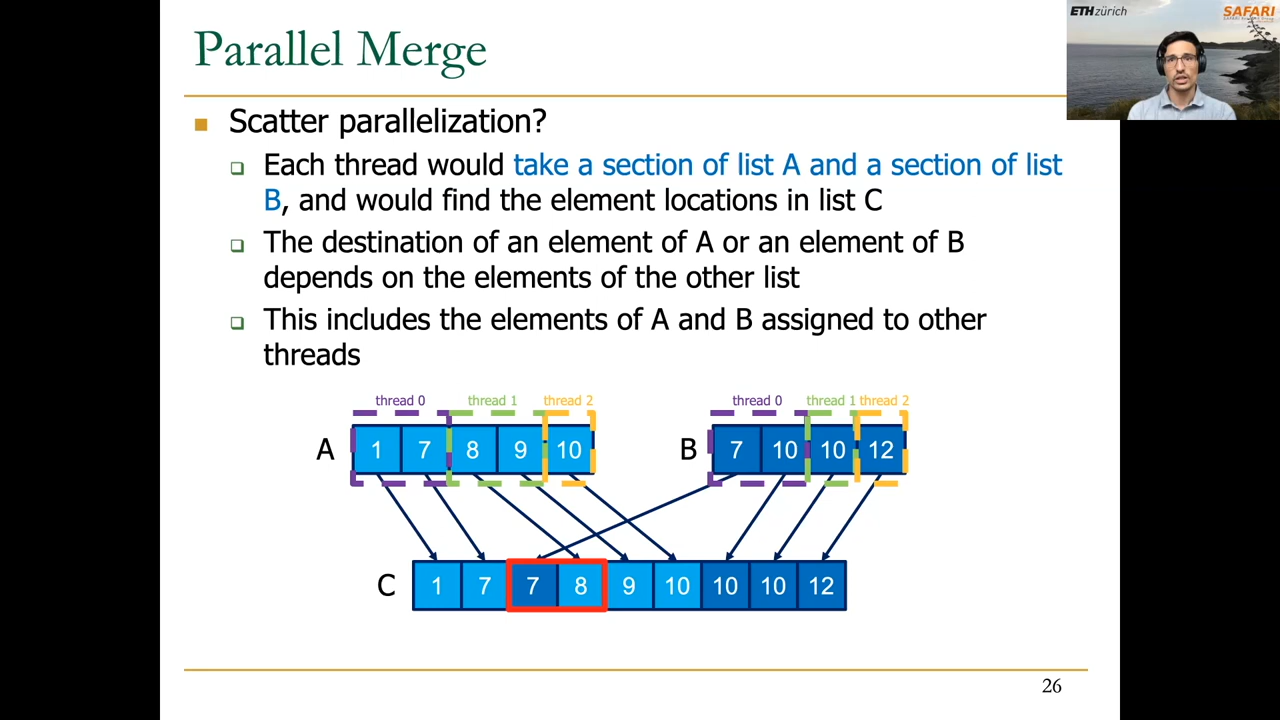 Parallel Merge
ETH zürich
SAFARI
Scatter parallelization?
Each thread would take a section of list A and a section of list
B, and would find the element locations in list C
The destination of an element of A or an element of B
depends on the elements of the other list
This includes the elements of A and B assigned to other
threads
thread 0 thread 1 thread 2 thread 0 thread 1 thread 2
A 1 7 8 9 10 B 7 10 10 12
C 1 7 7 8 9 10 10 10 12
26